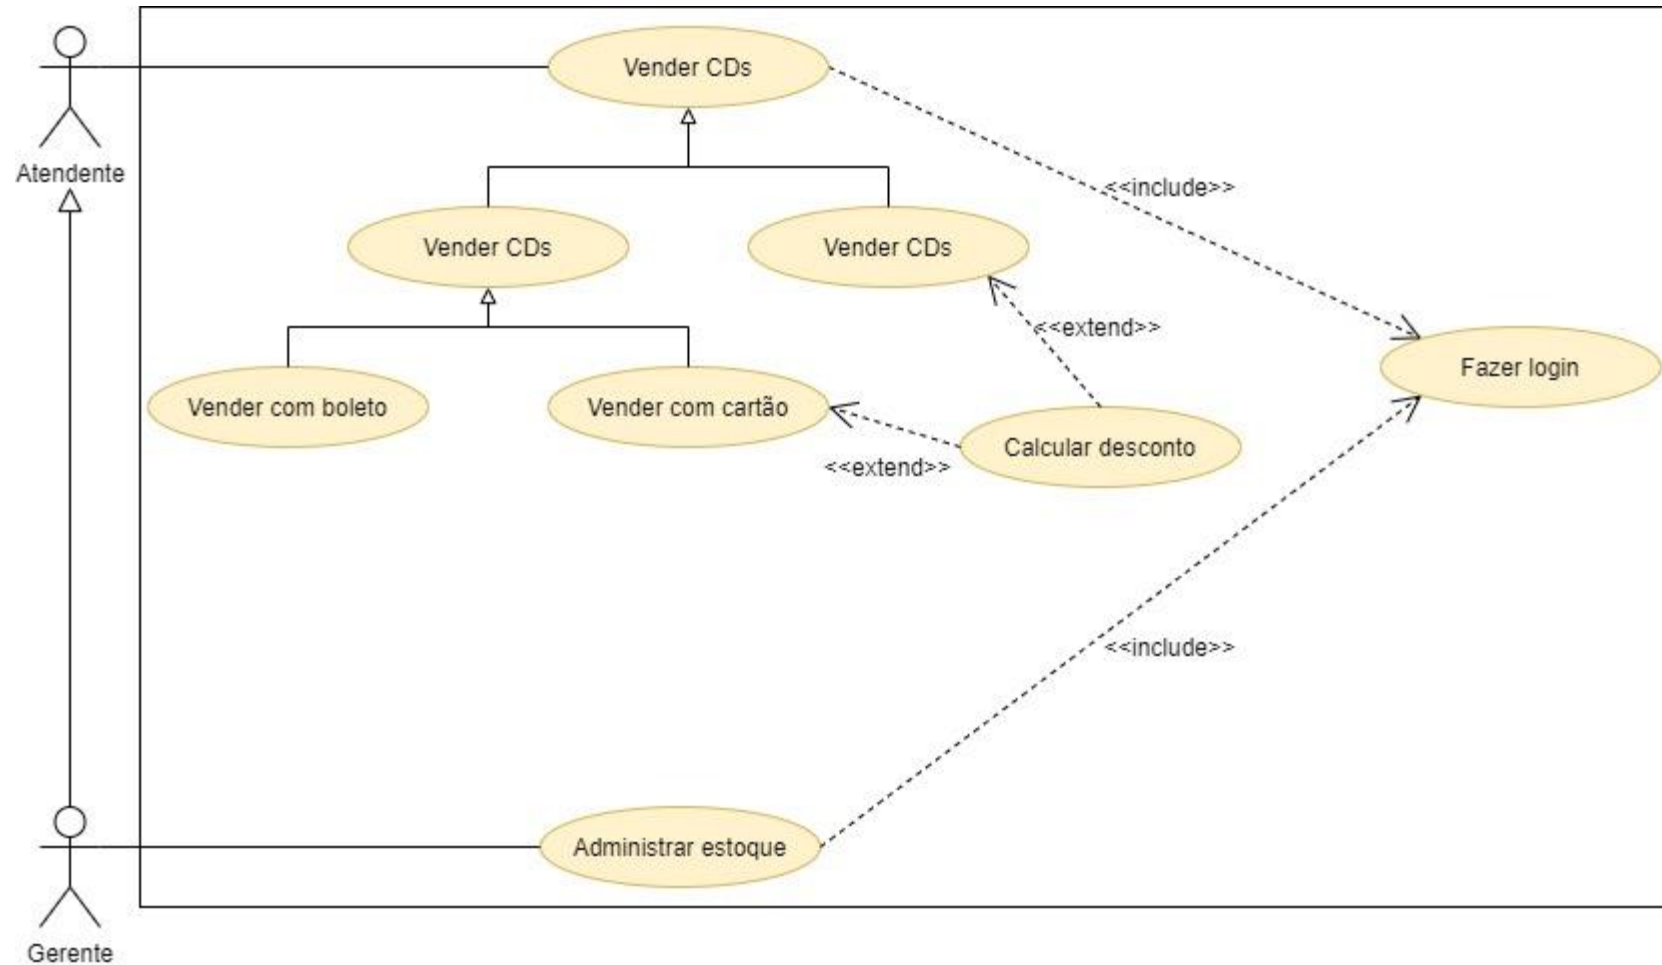 Vender CDs
Atendente
<<include>>
Vender CDs
Vender CDs
<<extend>>
Fazer login
Vender com boleto
Vender com cartão
Calcular desconto
<<extend>>
<<include>>
Administrar estoque
Gerente